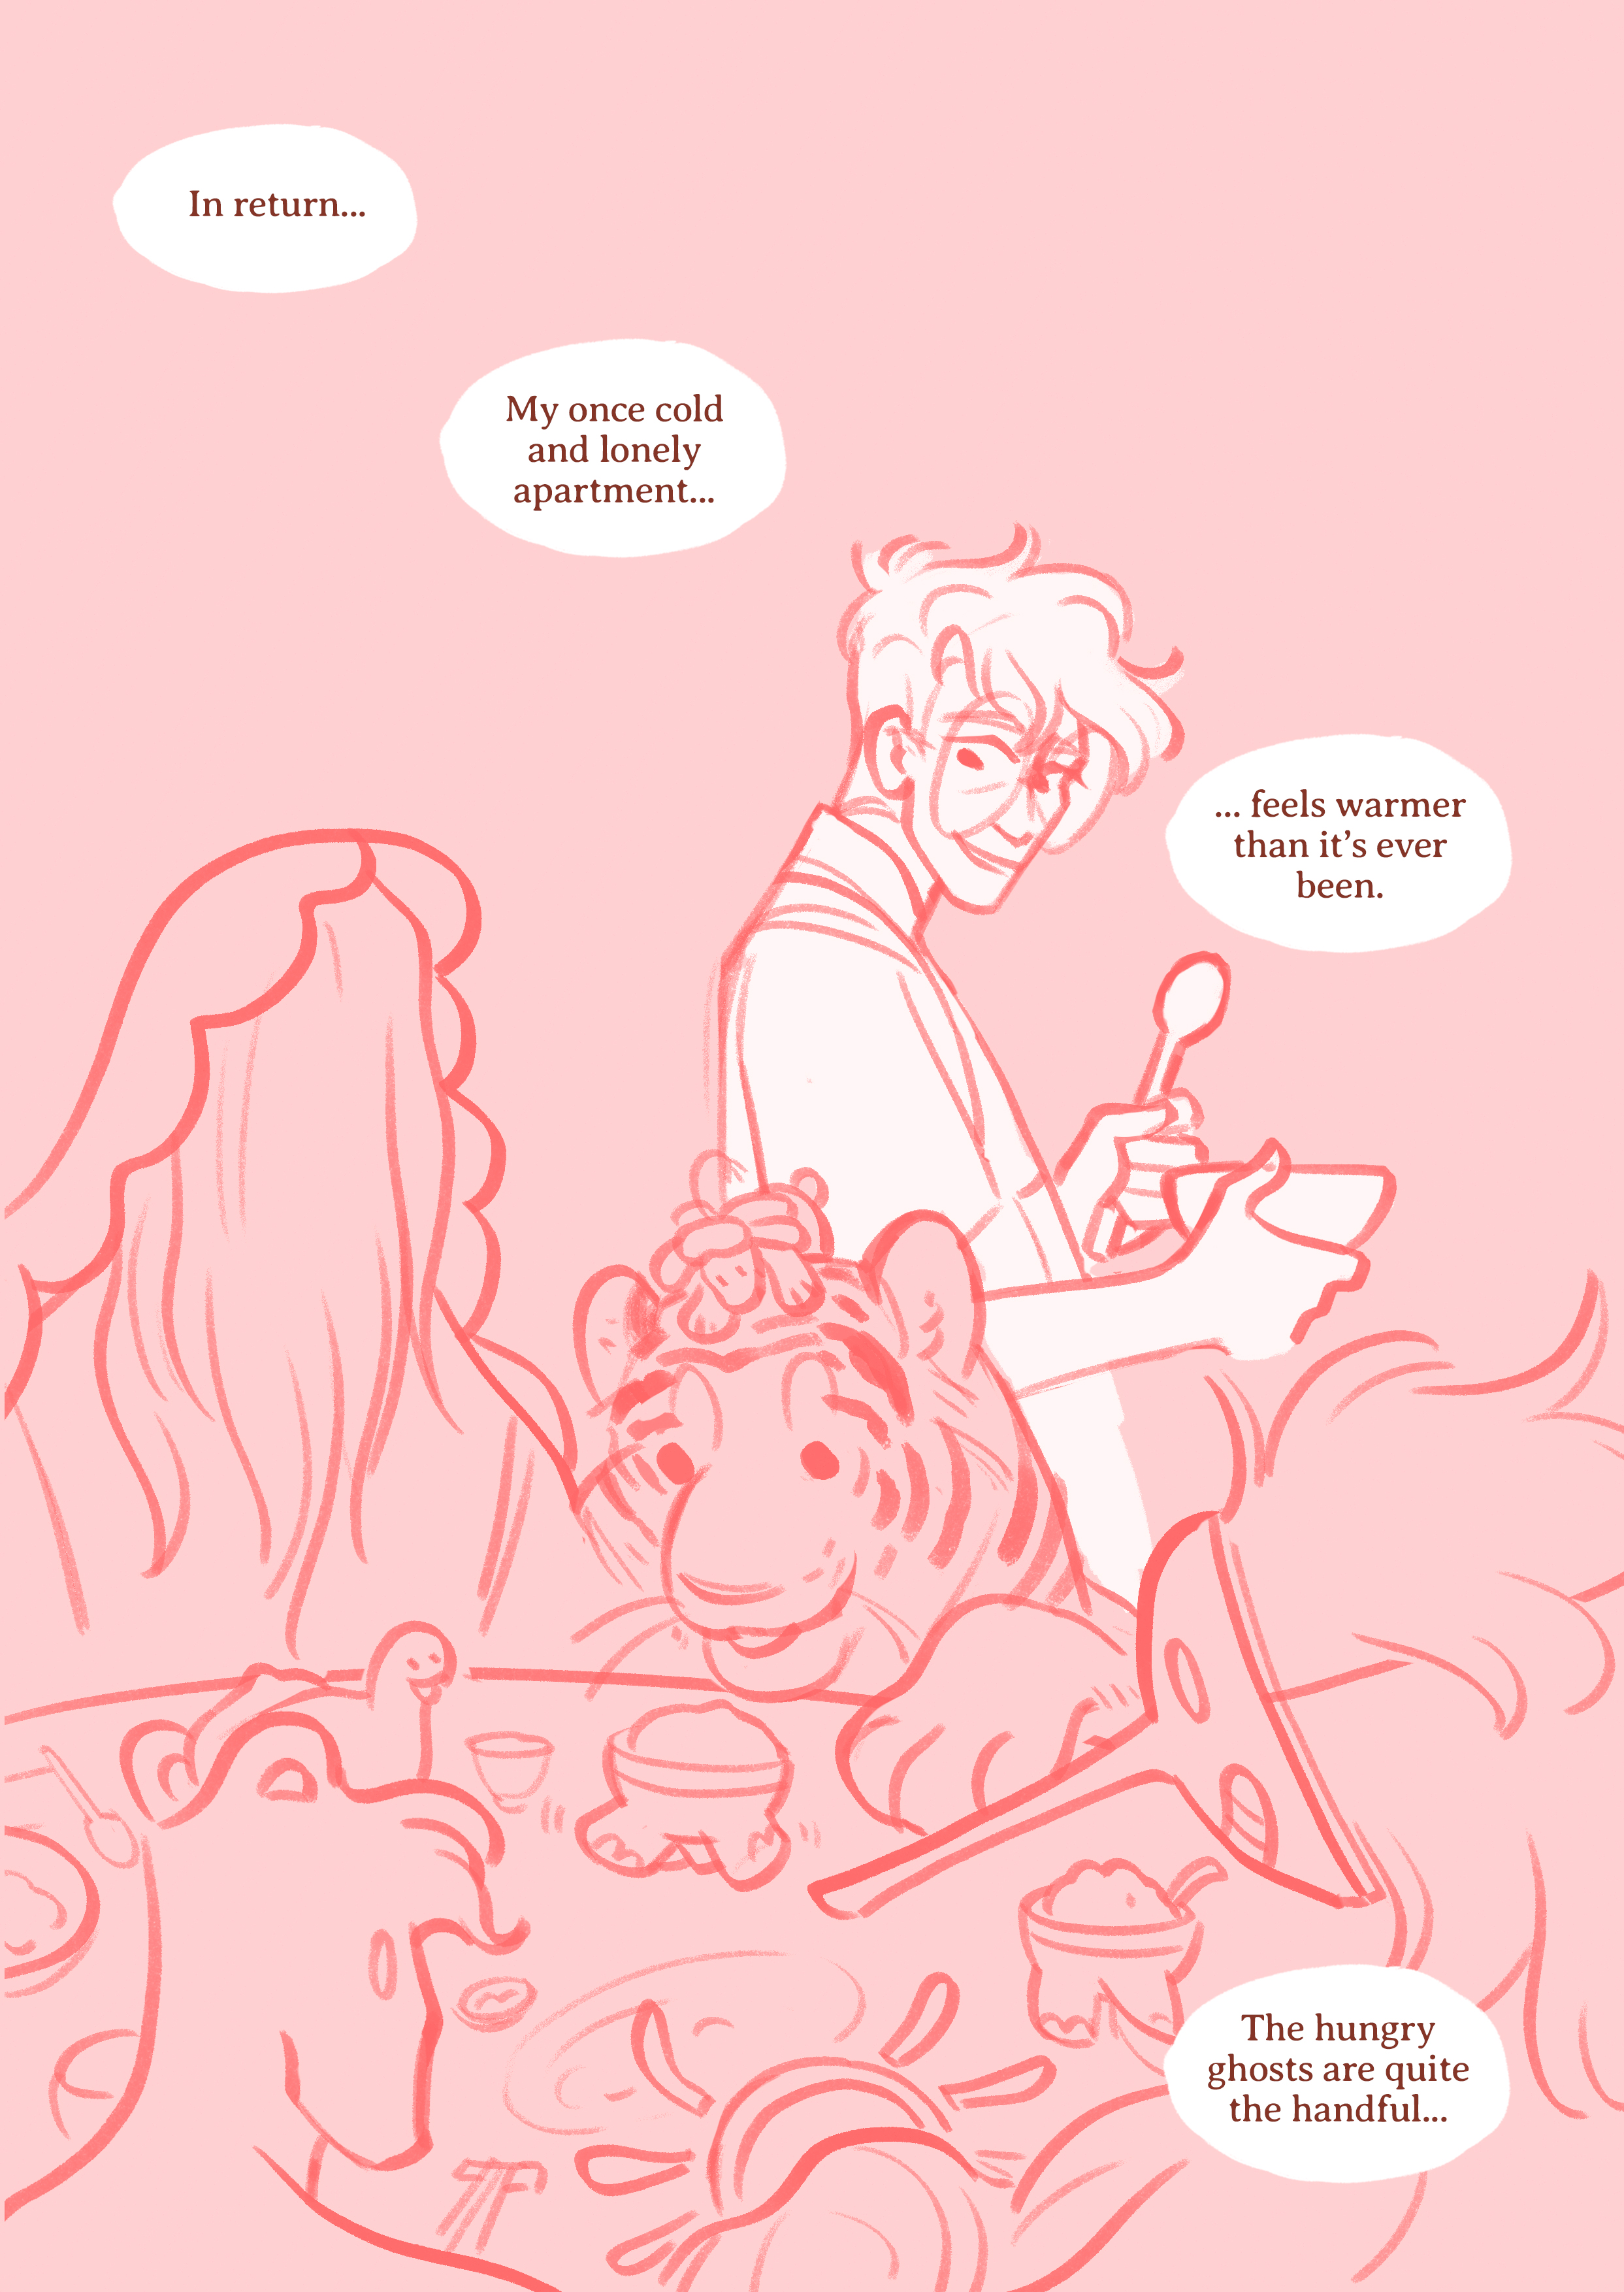 In return...
My once cold
and lonely
apartment...
... feels warmer
than it's ever
been.
The hungry
ghosts are quite
the handful...